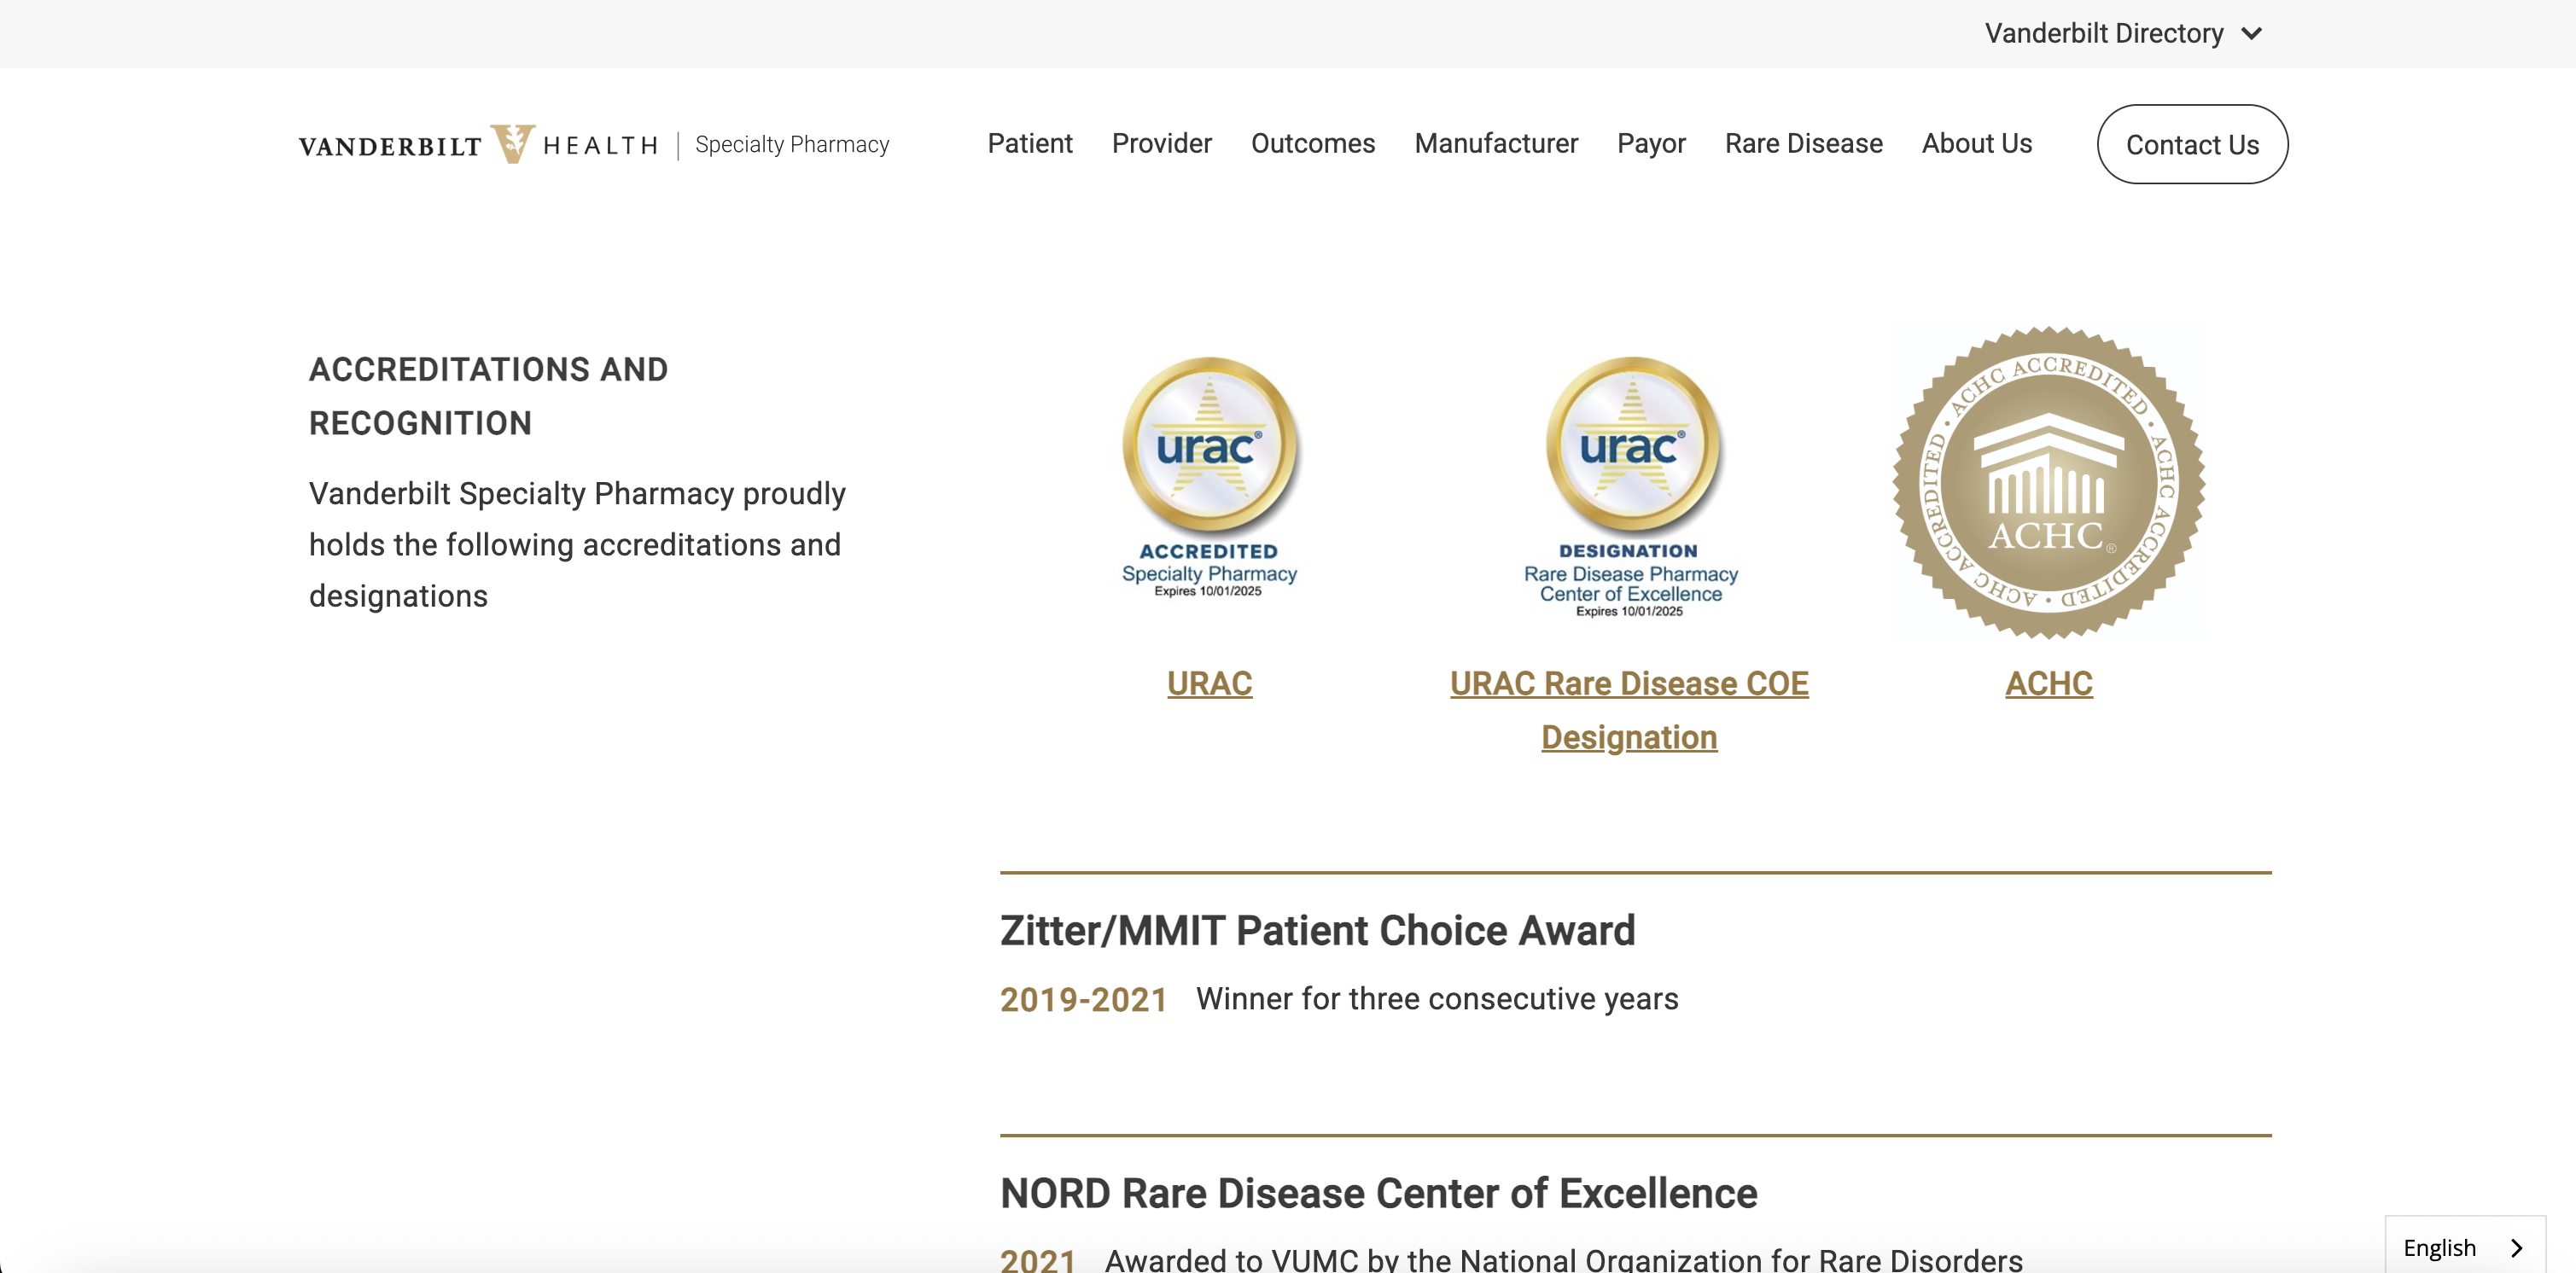 Vanderbilt Directory
VANDERBILT HEALTH | Specialty Pharmacy
Patient Provider Outcomes Manufacturer Payor Rare Disease About Us Contact Us
ACCREDITATIONS AND
RECOGNITION
Vanderbilt Specialty Pharmacy proudly
holds the following accreditations and
designations
urac®
ACCREDITED
Specialty Pharmacy
Expires 10/01/2025
URAC
urac®
DESIGNATION
Rare Disease Pharmacy
Center of Excellence
Expires 10/01/2025
URAC Rare Disease COE
Designation
ACHC ACCREDITED • ACHC ACCREDITED • ACHC ACCREDITED •
ACHC®
ACHC
Zitter/MMIT Patient Choice Award
2019-2021 Winner for three consecutive years
NORD Rare Disease Center of Excellence
2021 Awarded to VUMC by the National Organization for Rare Disorders
English